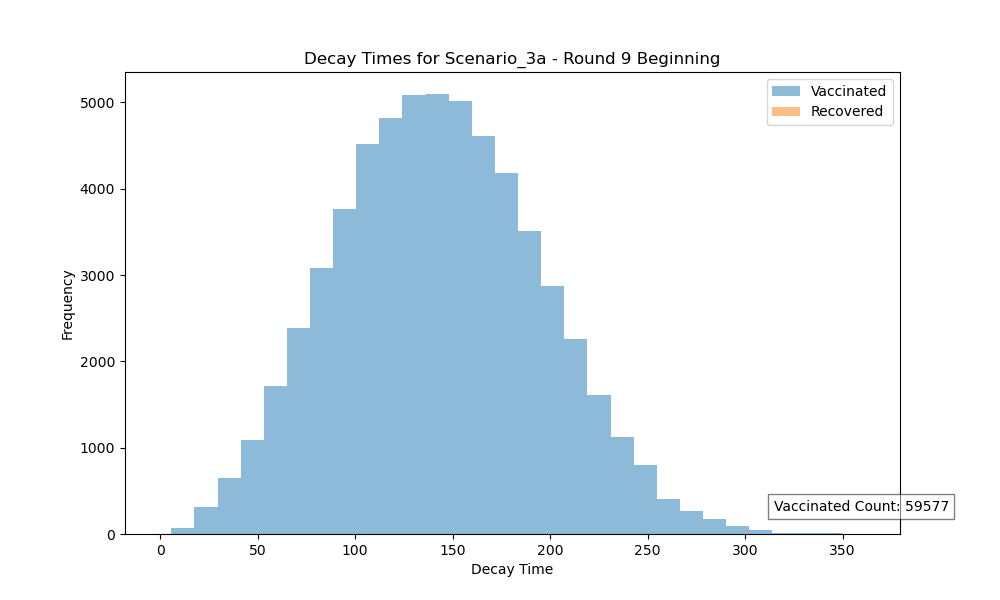 Decay Times for Scenario_3a - Round 9 Beginning
Vaccinated
Recovered
5000
4000
3000
2000
1000
0
Frequency
Vaccinated Count: 59577
0 50 100 150 200 250 300 350
Decay Time